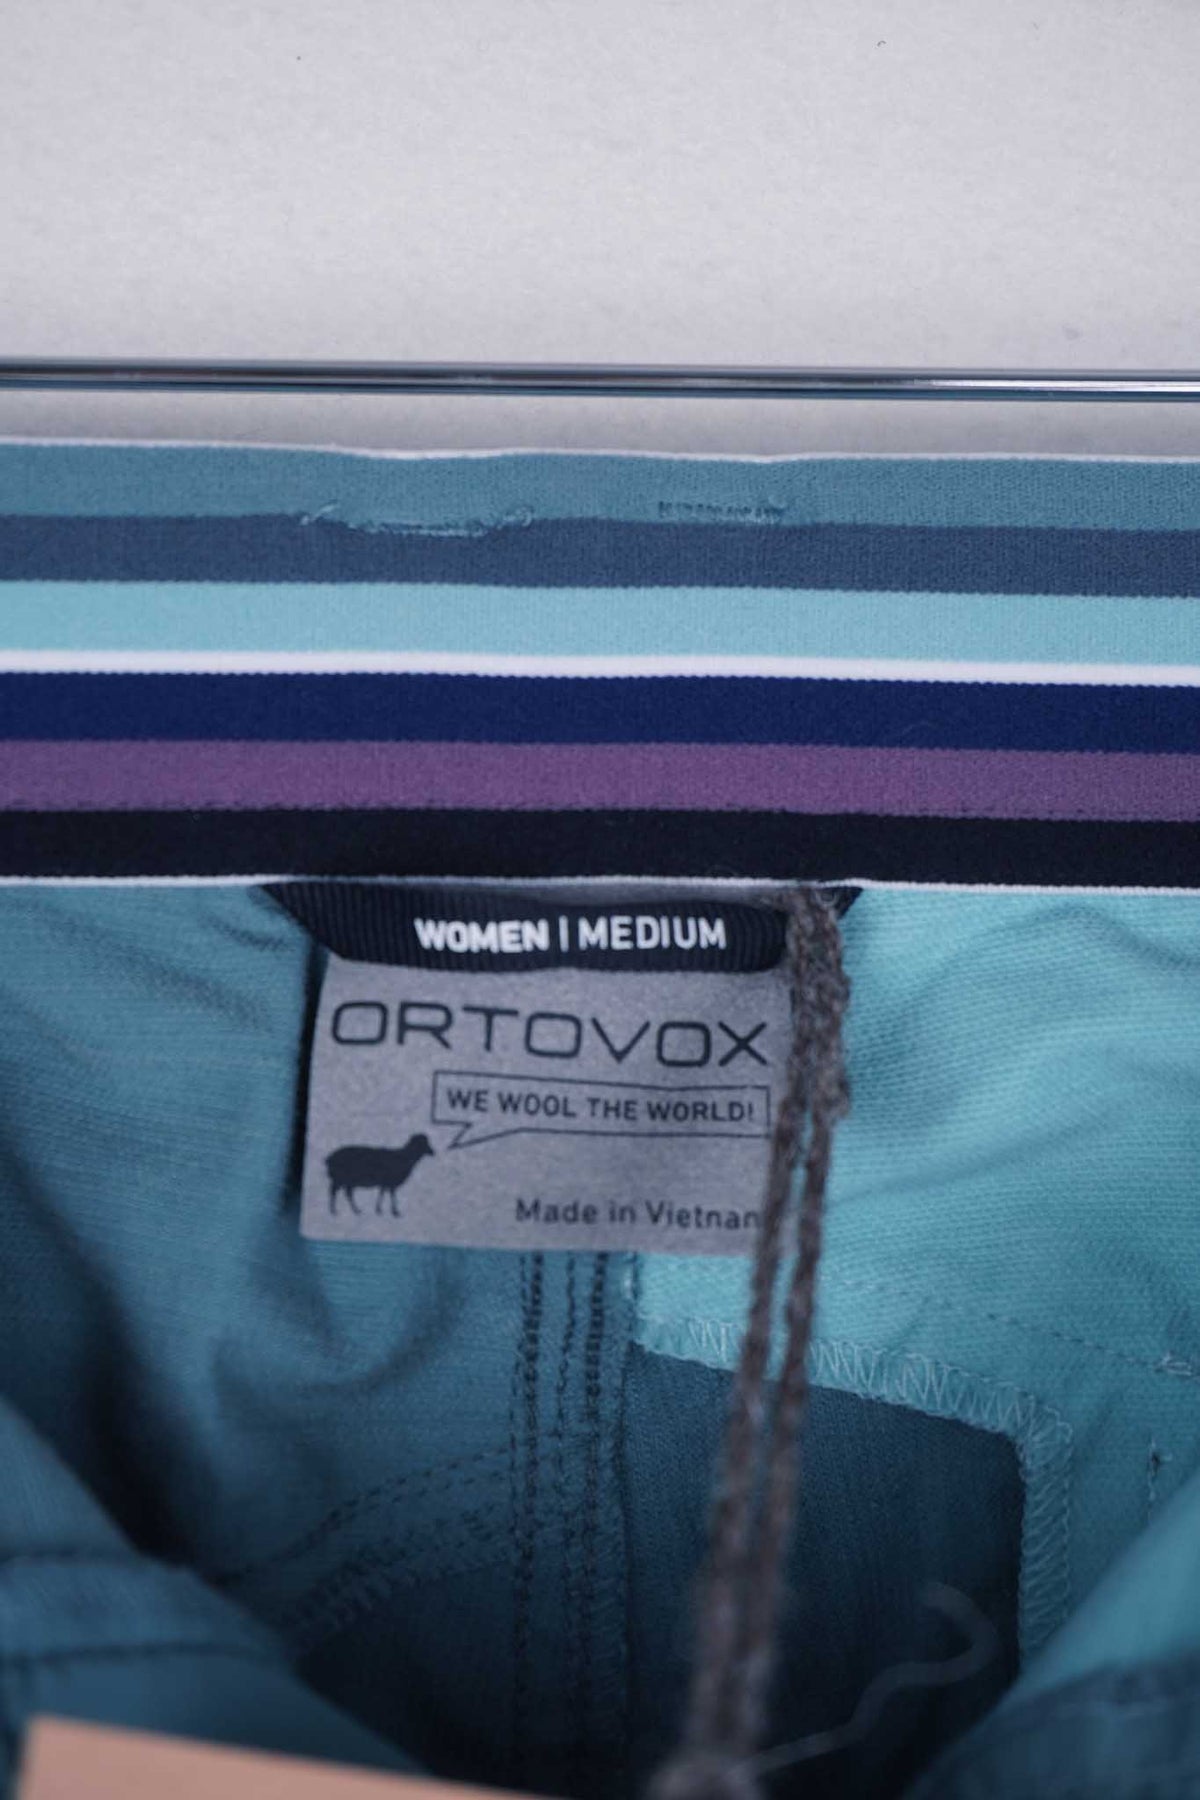 WOMEN | MEDIUM
ORTOVOX
WE WOOL THE WORLD!
Made in Vietnam